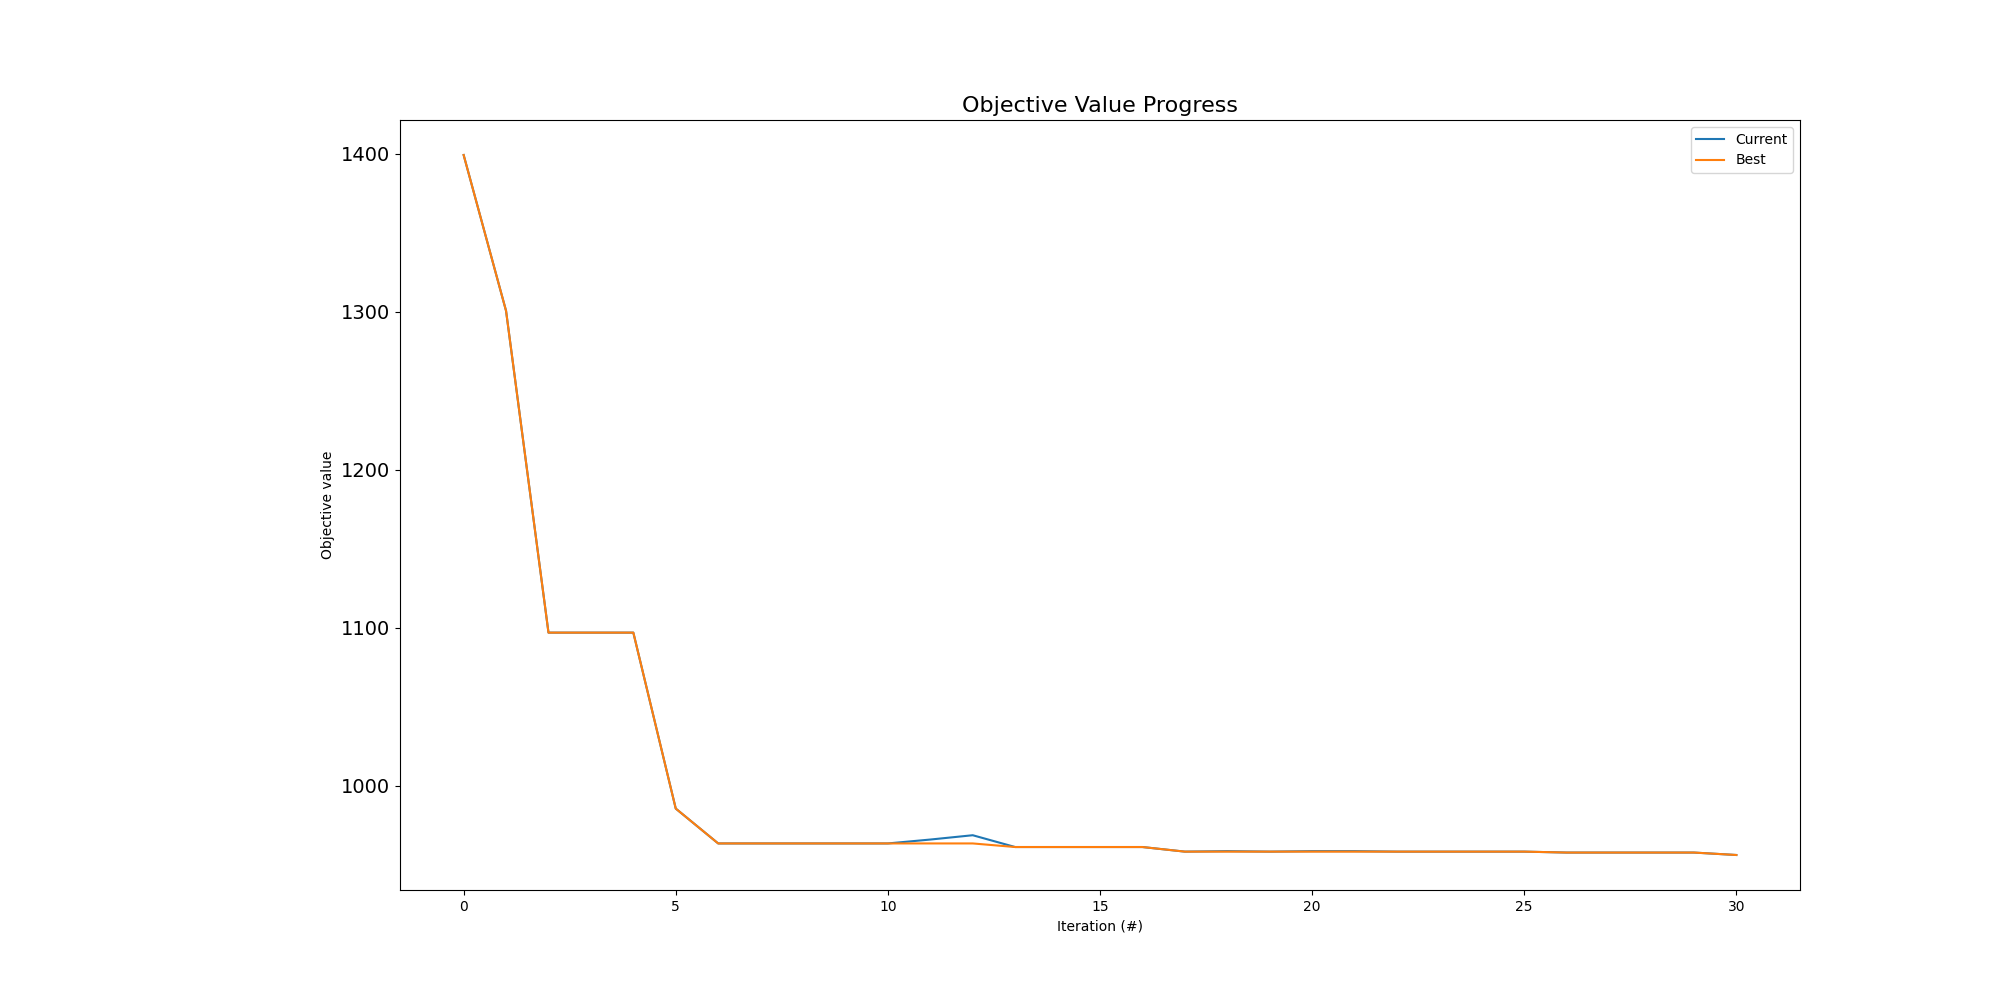 Objective Value Progress
Current
Best
1400
1300
1200
1100
1000
Objective value
0 5 10 15 20 25 30
Iteration (#)